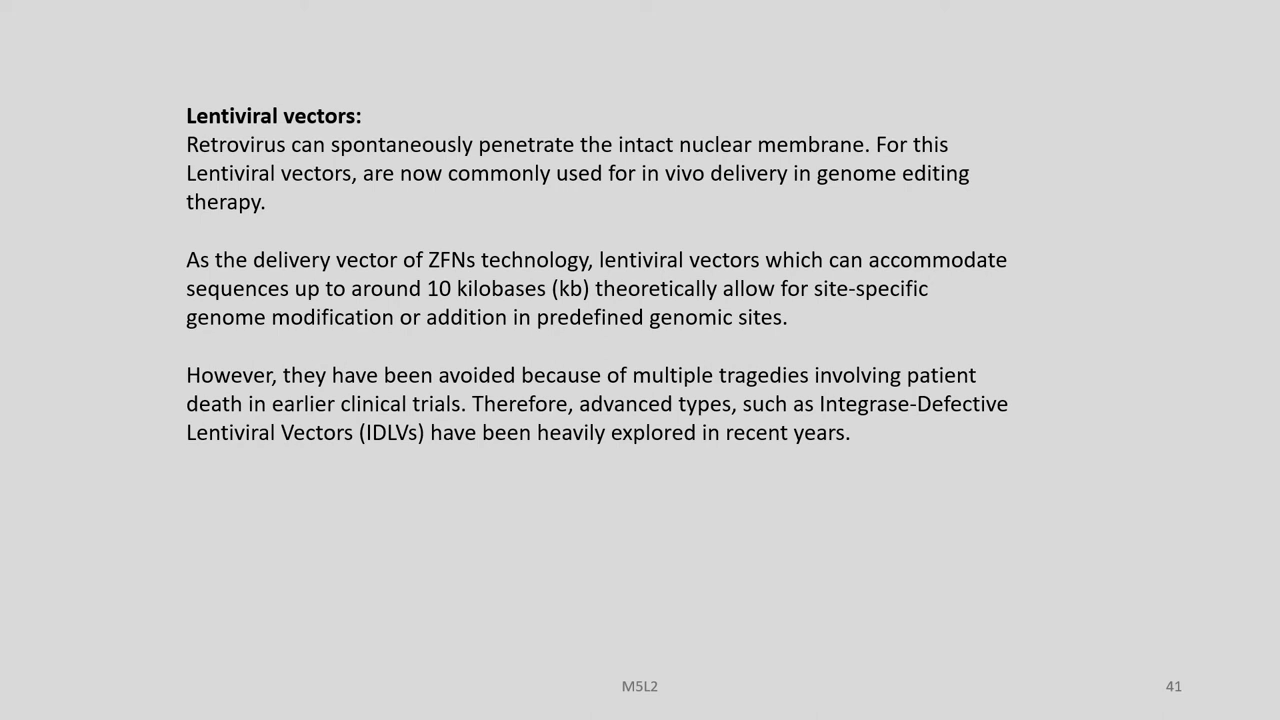 Lentiviral vectors:
Retrovirus can spontaneously penetrate the intact nuclear membrane. For this
Lentiviral vectors, are now commonly used for in vivo delivery in genome editing
therapy.
As the delivery vector of ZFNs technology, lentiviral vectors which can accommodate
sequences up to around 10 kilobases (kb) theoretically allow for site-specific
genome modification or addition in predefined genomic sites.
However, they have been avoided because of multiple tragedies involving patient
death in earlier clinical trials. Therefore, advanced types, such as Integrase-Defective
Lentiviral Vectors (IDLVs) have been heavily explored in recent years.
M5L2
41